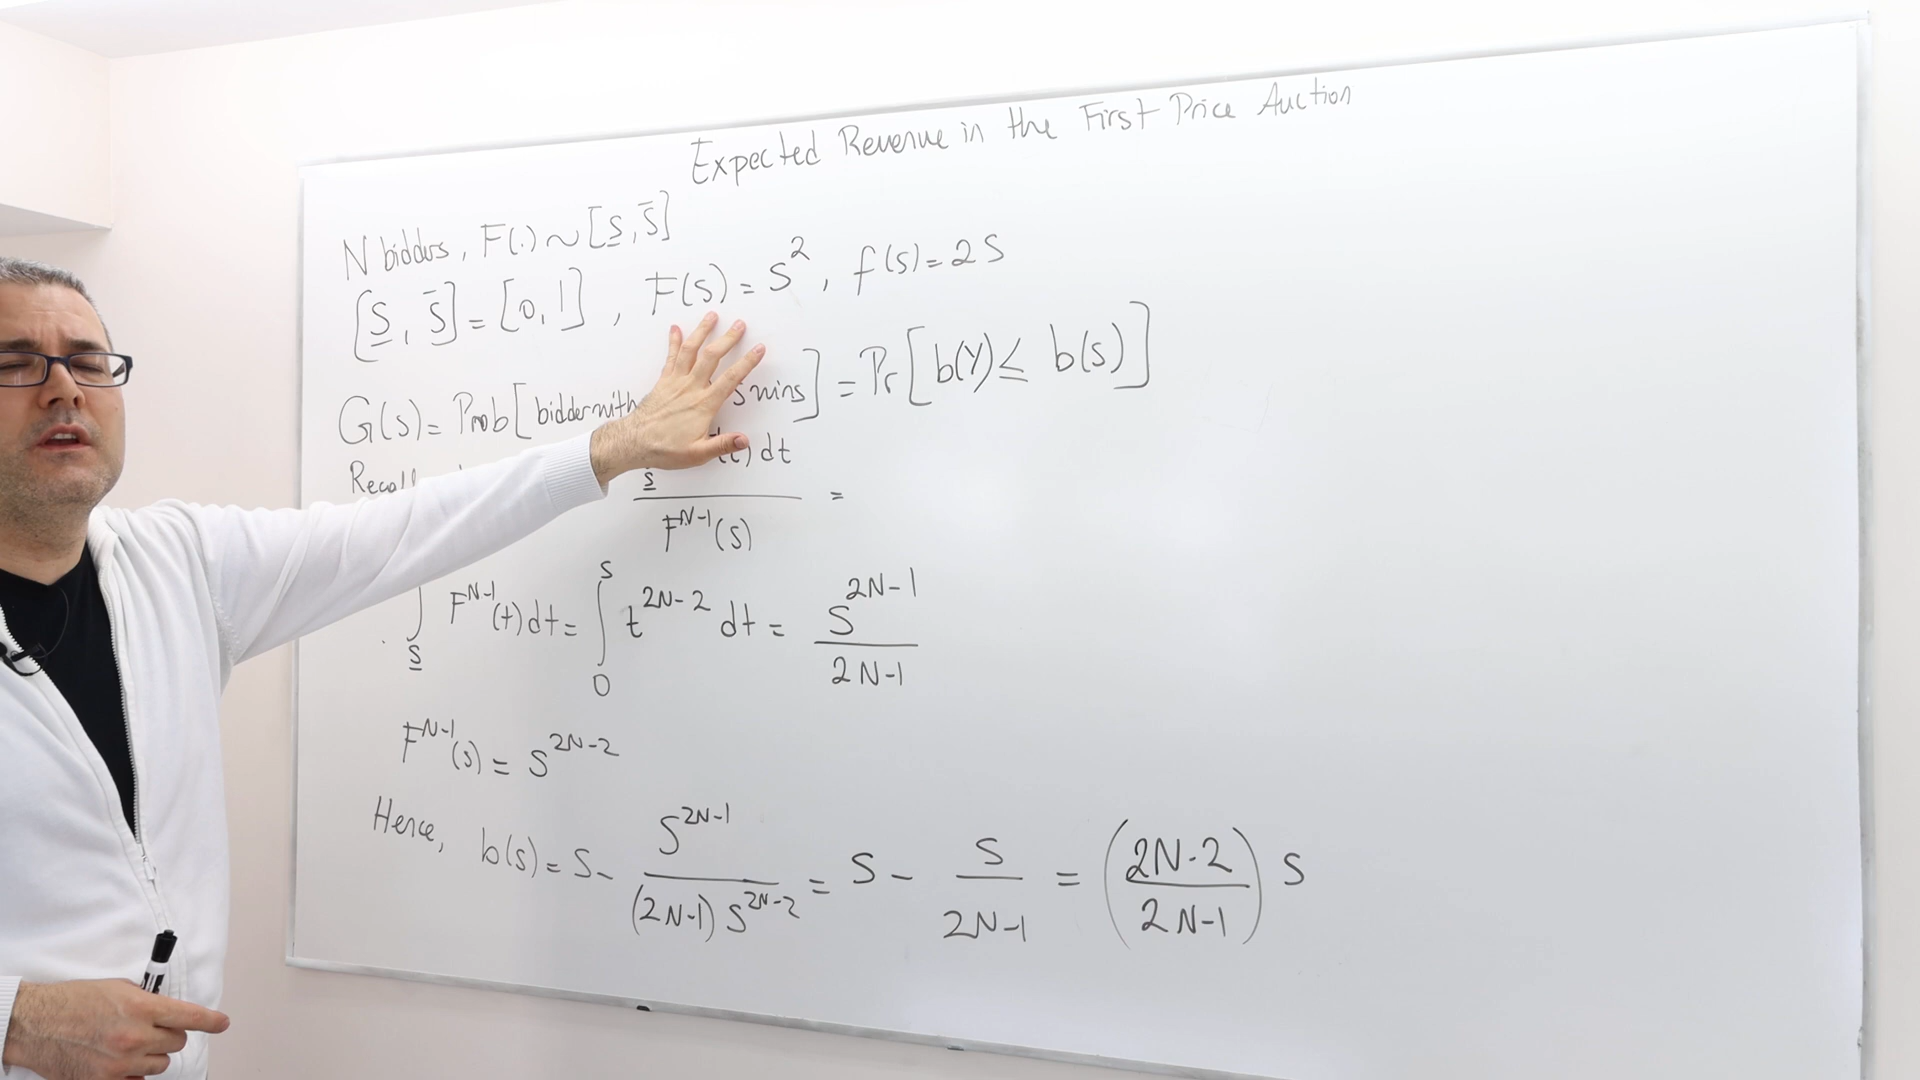 Expected Revenue in the First Price Auction
N bidders, F(.) ~ [s̲, s̄]
[s̲, s̄] = [0,1] , F(s) = s², f(s) = 2s
G(s) = Prob[bidder with s wins] = Pr[b(Y) ≤ b(s)]
s̲ (t) dt
F^{N-1}(s) =
∫_{s̲} F^{N-1}(t) dt = ∫_0^s t^{2N-2} dt = s^{2N-1} / (2N-1)
F^{N-1}(s) = s^{2N-2}
Hence, b(s) = s - s^{2N-1} / ((2N-1) s^{2N-2}) = s - s / (2N-1) = ((2N-2) / (2N-1)) s